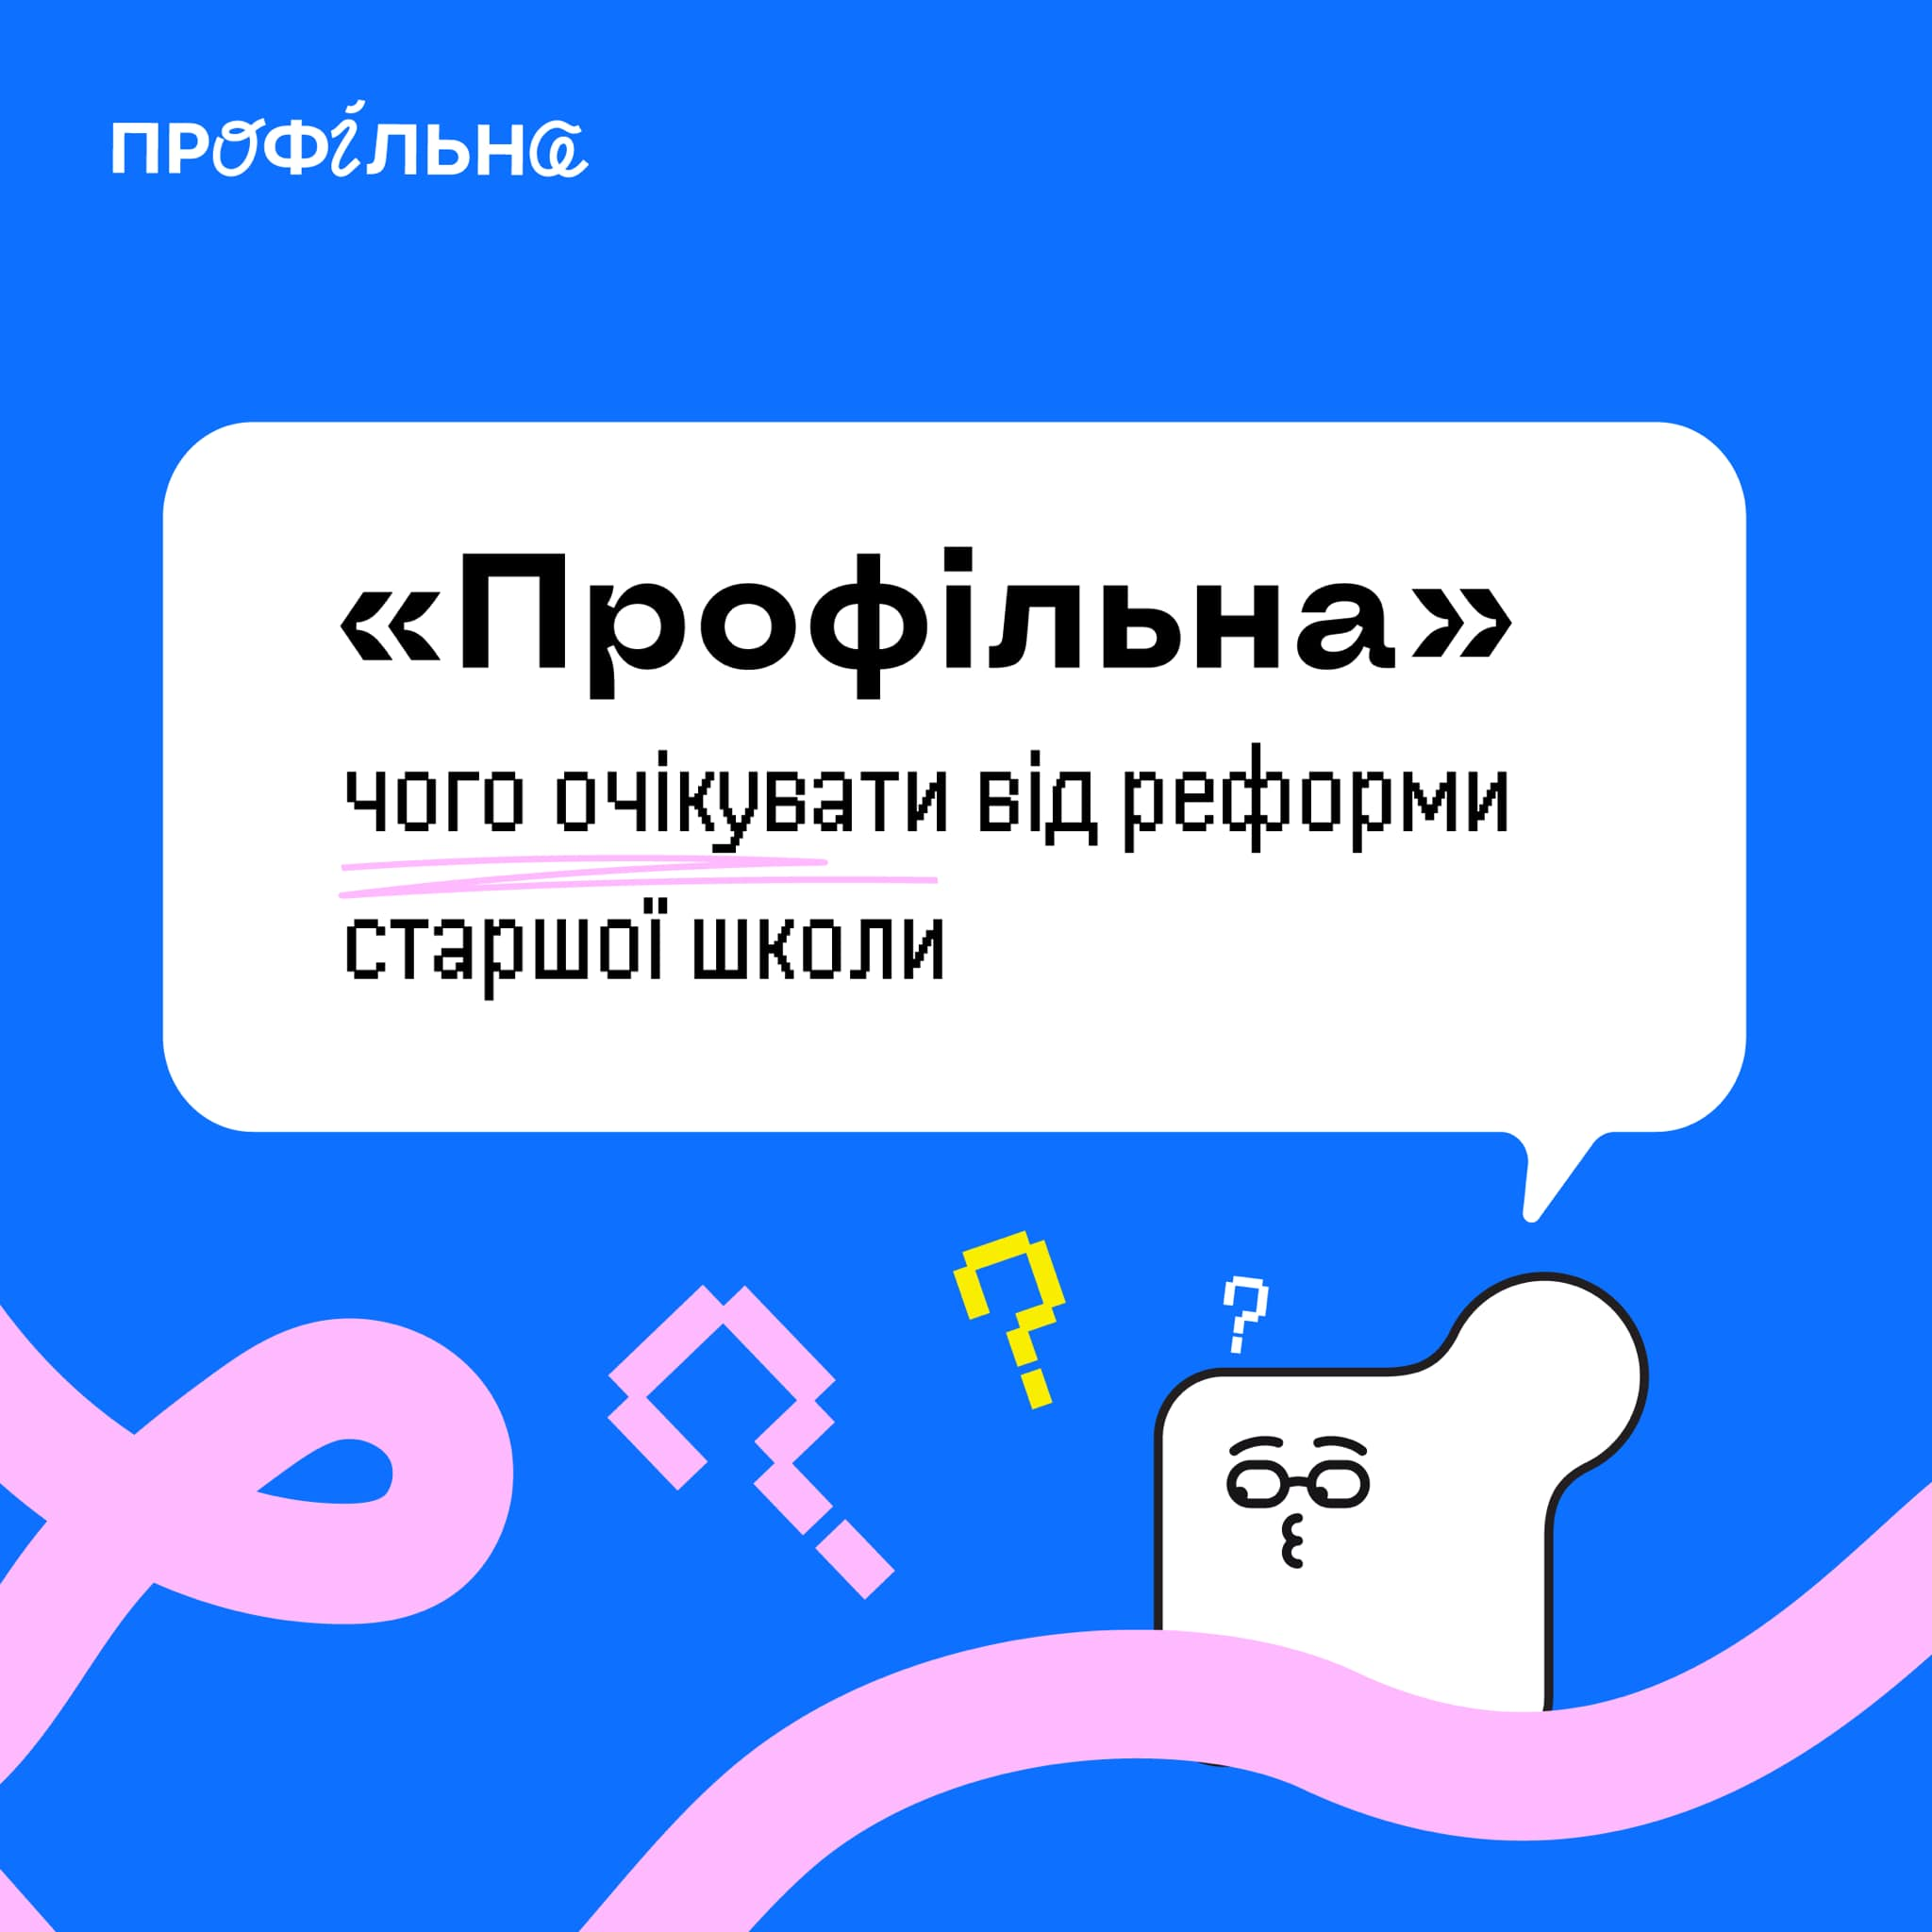 ПРОФІЛЬНА
«Профільна»
чого очікувати від реформи
старшої школи
?
?
?